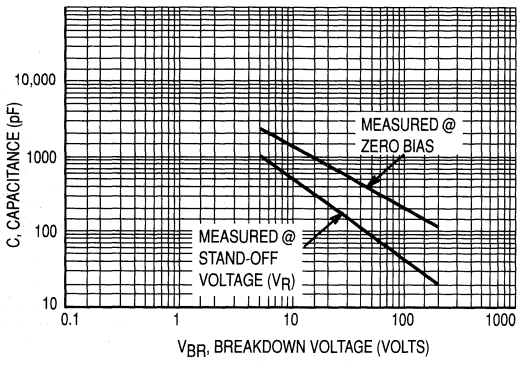 C, CAPACITANCE (pF)
10,000
1000
100
10
MEASURED @
ZERO BIAS
MEASURED @
STAND-OFF
VOLTAGE (VR)
0.1
1
10
100
1000
VBR, BREAKDOWN VOLTAGE (VOLTS)